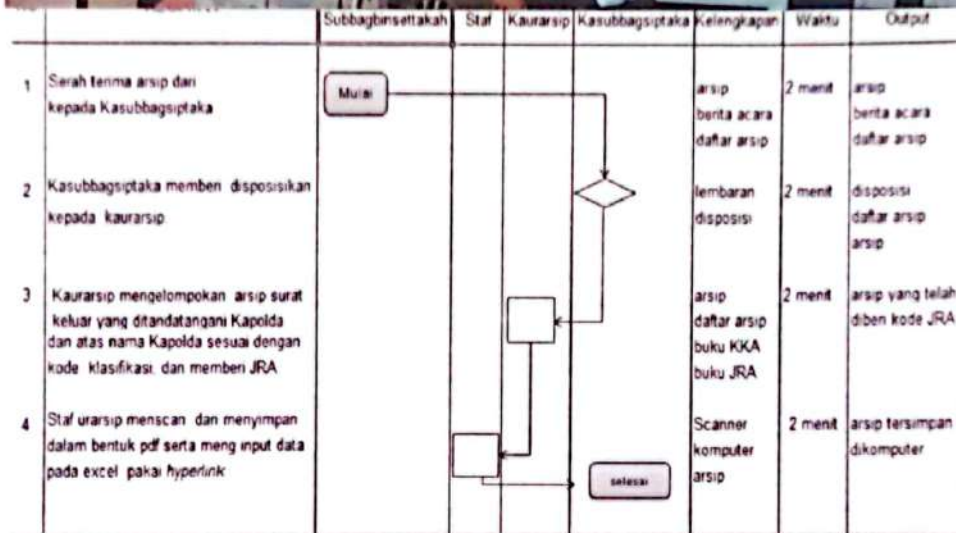 Subbagbinsettakah Staf Kaurarsip Kasubbagsiptaka Kelengkapan Waktu Output
1 Serah terima arsip dari kepada Kasubbagsiptaka
Mulai
arsip
berita acara
daftar arsip
2 menit
arsip
berita acara
daftar arsip
2 Kasubbagsiptaka memberi disposisikan
kepada kaurarsip
lembaran
disposisi
2 menit
disposisi
daftar arsip
arsip
3 Kaurarsip mengelompokan arsip surat
keluar yang ditandatangani Kapolda
dan atas nama Kapolda sesuai dengan
kode klasifikasi dan memberi JRA
arsip
daftar arsip
buku KKA
buku JRA
2 menit
arsip yang telah
diberi kode JRA
4 Staf urarsip menscan dan menyimpan
dalam bentuk pdf serta meng input data
pada excel pakai hyperlink
selesai
Scanner
komputer
arsip
2 menit
arsip tersimpan
dikomputer